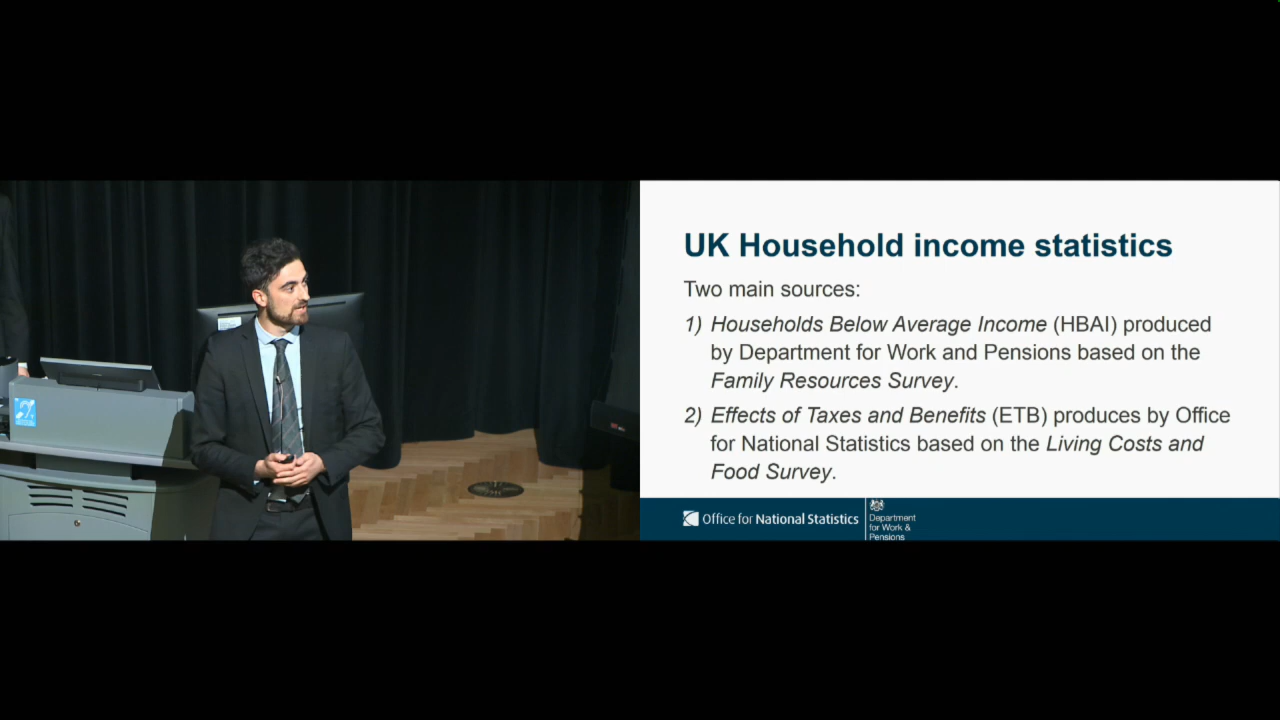 UK Household income statistics
Two main sources:
1) Households Below Average Income (HBAI) produced
by Department for Work and Pensions based on the
Family Resources Survey.
2) Effects of Taxes and Benefits (ETB) produces by Office
for National Statistics based on the Living Costs and
Food Survey.
Office for National Statistics
Department
for Work &
Pensions